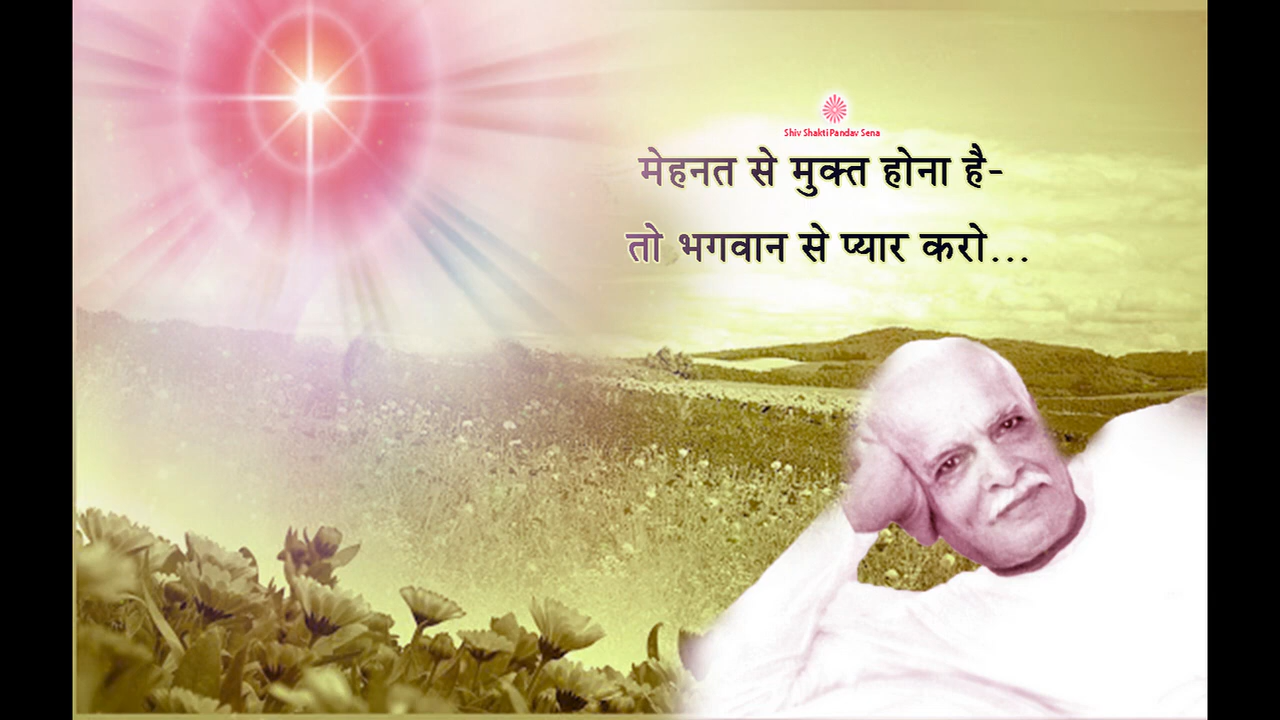 Shiv Shakti Pandav Sena
मेहनत से मुक्त होना है-
तो भगवान से प्यार करो...